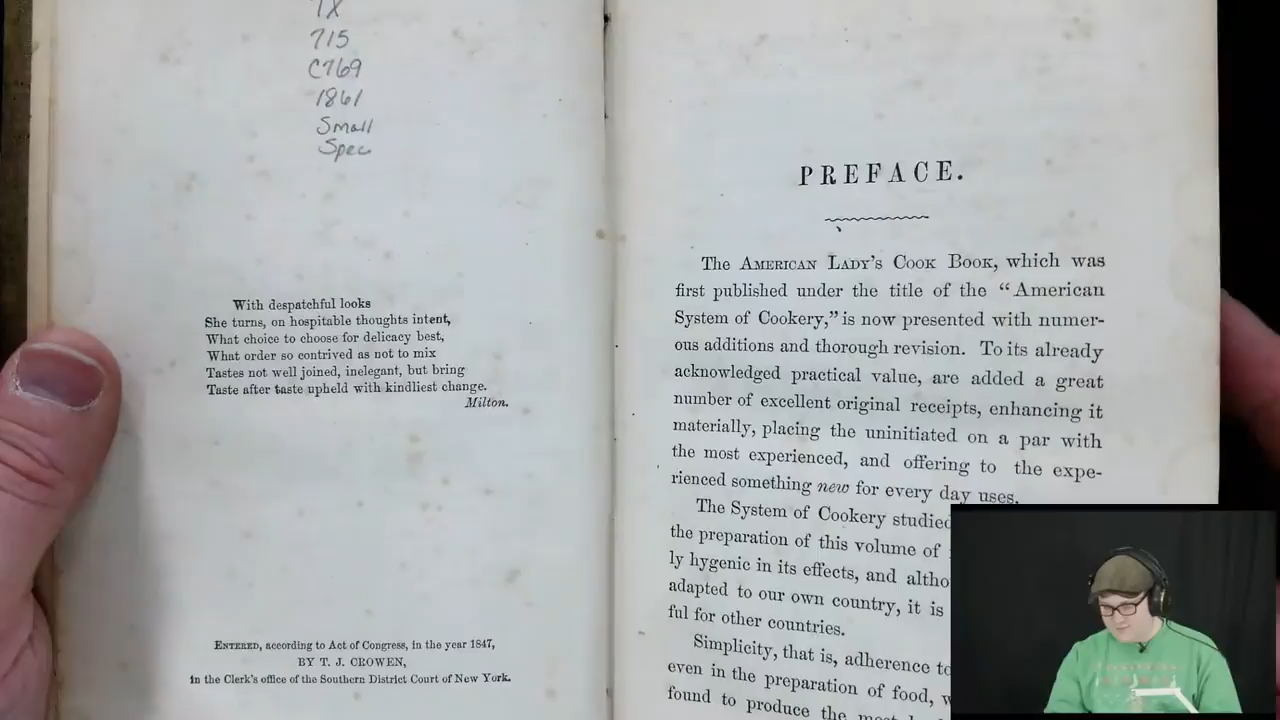 TX
715
C769
1861
Small
Spec
With despatchful looks
She turns, on hospitable thoughts intent,
What choice to choose for delicacy best,
What order so contrived as not to mix
Tastes not well joined, inelegant, but bring
Taste after taste upheld with kindliest change.
Milton.
Entered, according to Act of Congress, in the year 1847,
BY T. J. CROWEN,
in the Clerk's office of the Southern District Court of New York.
PREFACE.
The American Lady's Cook Book, which was
first published under the title of the “American
System of Cookery,” is now presented with numer-
ous additions and thorough revision. To its already
acknowledged practical value, are added a great
number of excellent original receipts, enhancing it
materially, placing the uninitiated on a par with
the most experienced, and offering to the expe-
rienced something new for every day uses.
The System of Cookery studied
the preparation of this volume of
ly hygenic in its effects, and altho
adapted to our own country, it is
ful for other countries.
Simplicity, that is, adherence to
even in the preparation of food,
found to produce the most